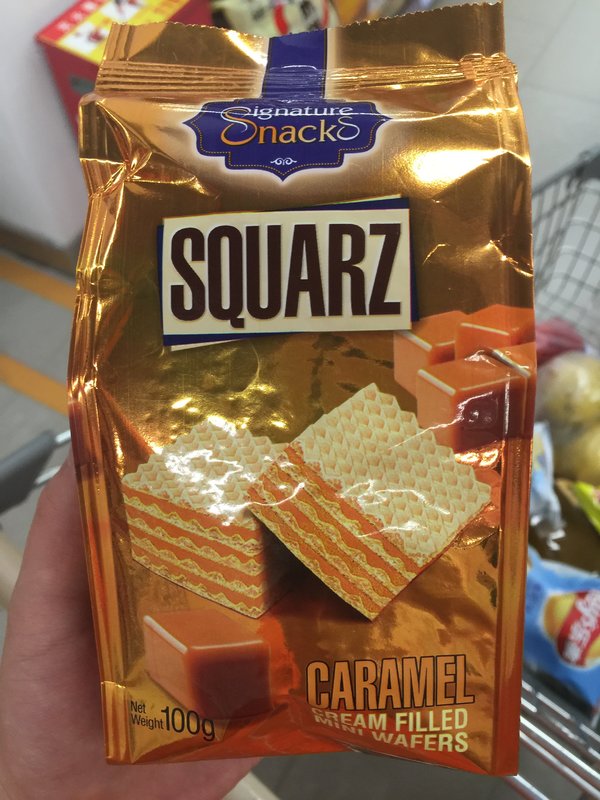 Signature
Snacks
SQUARZ
CARAMEL
CREAM FILLED
MINI WAFERS
Net
Weight 100g